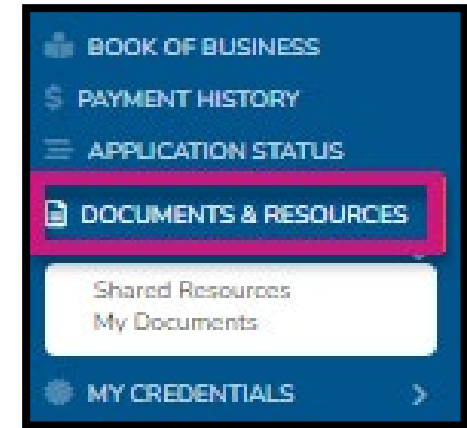 BOOK OF BUSINESS
$ PAYMENT HISTORY
APPLICATION STATUS
DOCUMENTS & RESOURCES
Shared Resources
My Documents
MY CREDENTIALS